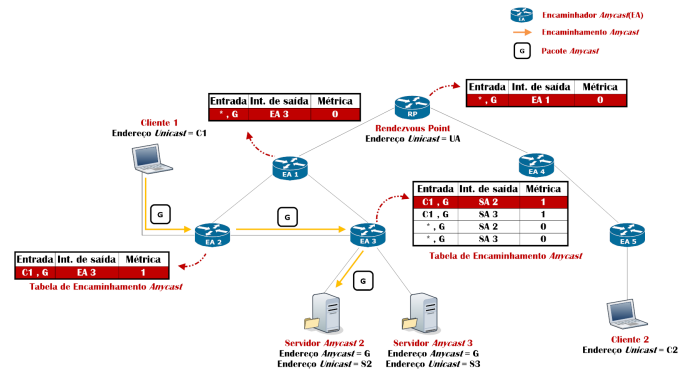 Encaminhador Anycast(EA)
EA
Encaminhamento Anycast
G
Pacote Anycast
Entrada Int. de saída Métrica
* , G EA 3 0
Entrada Int. de saída Métrica
* , G EA 1 0
RP
Rendezvous Point
Endereço Unicast = UA
Cliente 1
Endereço Unicast = C1
EA 1
EA 4
Entrada Int. de saída Métrica
C1 , G SA 2 1
C1 , G SA 3 1
* , G SA 2 0
* , G SA 3 0
Tabela de Encaminhamento Anycast
G
G
EA 2
EA 3
EA 5
Entrada Int. de saída Métrica
C1 , G EA 3 1
Tabela de Encaminhamento Anycast
G
Servidor Anycast 2
Endereço Anycast = G
Endereço Unicast = S2
Servidor Anycast 3
Endereço Anycast = G
Endereço Unicast = S3
Cliente 2
Endereço Unicast = C2